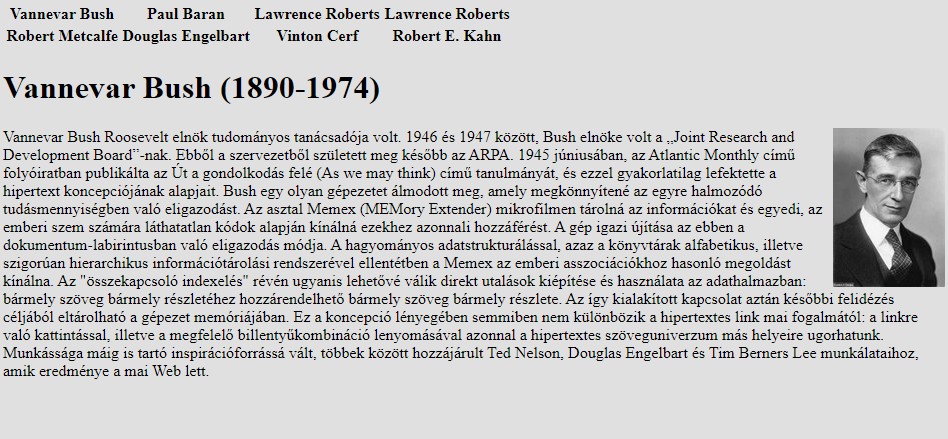 Vannevar Bush Paul Baran Lawrence Roberts Lawrence Roberts
Robert Metcalfe Douglas Engelbart Vinton Cerf Robert E. Kahn
Vannevar Bush (1890-1974)
Vannevar Bush Roosevelt elnök tudományos tanácsadója volt. 1946 és 1947 között, Bush elnöke volt a „Joint Research and
Development Board”-nak. Ebből a szervezetből született meg később az ARPA. 1945 júniusában, az Atlantic Monthly című
folyóiratban publikálta az Út a gondolkodás felé (As we may think) című tanulmányát, és ezzel gyakorlatilag lefektette a
hipertext koncepciójának alapjait. Bush egy olyan gépezetet álmodott meg, amely megkönnyítené az egyre halmozódó
tudásmennyiségben való eligazodást. Az asztal Memex (MEMory Extender) mikrofilmen tárolná az információkat és egyedi, az
emberi szem számára láthatatlan kódok alapján kínálná ezekhez azonnali hozzáférést. A gép igazi újítása az ebben a
dokumentum-labirintusban való eligazodás módja. A hagyományos adatstrukturálással, azaz a könyvtárak alfabetikus, illetve
szigorúan hierarchikus információtárolási rendszerével ellentétben a Memex az emberi asszociációkhoz hasonló megoldást
kínálna. Az "összekapcsoló indexelés" révén ugyanis lehetővé válik direkt utalások kiépítése és használata az adathalmazban:
bármely szöveg bármely részletéhez hozzárendelhető bármely szöveg bármely részlete. Az így kialakított kapcsolat aztán későbbi felidézés
céljából eltárolható a gépezet memóriájában. Ez a koncepció lényegében semmiben nem különbözik a hipertextes link mai fogalmától: a linkre
való kattintással, illetve a megfelelő billentyűkombináció lenyomásával azonnal a hipertextes szöveguniverzum más helyeire ugorhatunk.
Munkássága máig is tartó inspirációforrássá vált, többek között hozzájárult Ted Nelson, Douglas Engelbart és Tim Berners Lee munkálataihoz,
amik eredménye a mai Web lett.